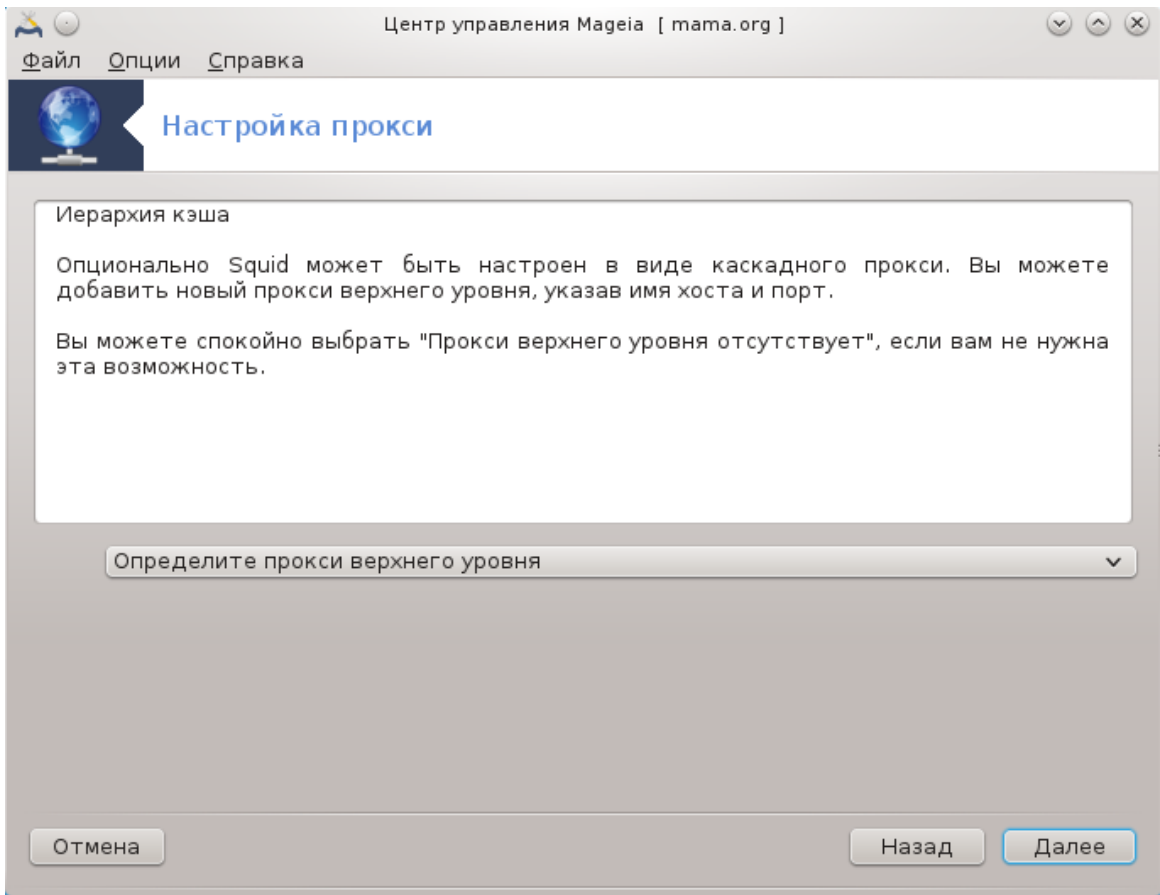 Центр управления Mageia [ mama.org ]
Файл Опции Справка
Настройка прокси
Иерархия кэша
Опционально Squid может быть настроен в виде каскадного прокси. Вы можете
добавить новый прокси верхнего уровня, указав имя хоста и порт.
Вы можете спокойно выбрать "Прокси верхнего уровня отсутствует", если вам не нужна
эта возможность.
Определите прокси верхнего уровня
Отмена Назад Далее